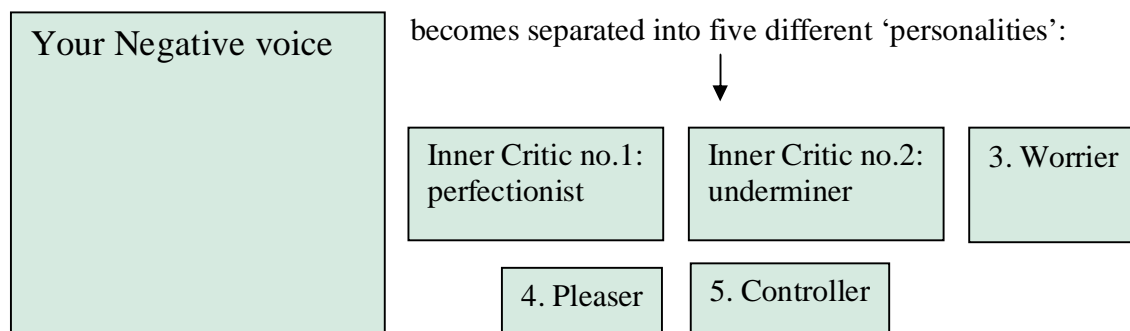 Your Negative voice
becomes separated into five different ‘personalities’:
Inner Critic no.1:
perfectionist
Inner Critic no.2:
underminer
3. Worrier
4. Pleaser
5. Controller